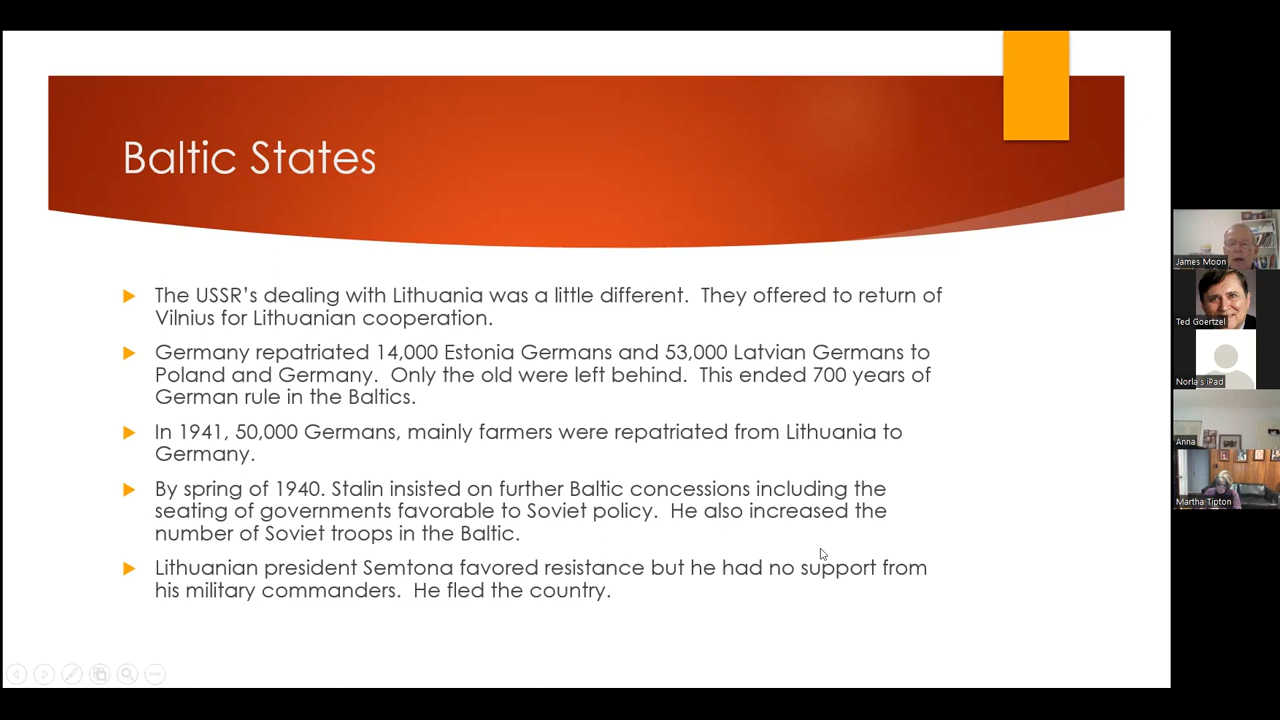 Baltic States
The USSR's dealing with Lithuania was a little different.  They offered to return of
Vilnius for Lithuanian cooperation.
Germany repatriated 14,000 Estonia Germans and 53,000 Latvian Germans to
Poland and Germany.  Only the old were left behind.  This ended 700 years of
German rule in the Baltics.
In 1941, 50,000 Germans, mainly farmers were repatriated from Lithuania to
Germany.
By spring of 1940. Stalin insisted on further Baltic concessions including the
seating of governments favorable to Soviet policy.  He also increased the
number of Soviet troops in the Baltic.
Lithuanian president Semtona favored resistance but he had no support from
his military commanders.  He fled the country.
James Moon
Ted Goertzel
Norla's iPad
Anna
Martha Tipton